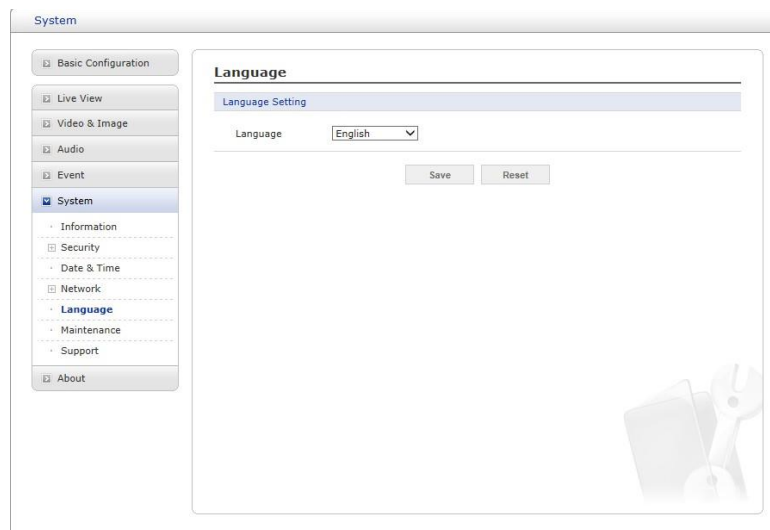 System
Basic Configuration
Live View
Video & Image
Audio
Event
System
Information
Security
Date & Time
Network
Language
Maintenance
Support
About
Language
Language Setting
Language English
Save Reset